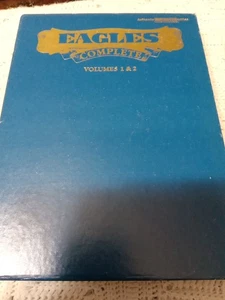 EAGLES
COMPLETE
VOLUMES 1 & 2